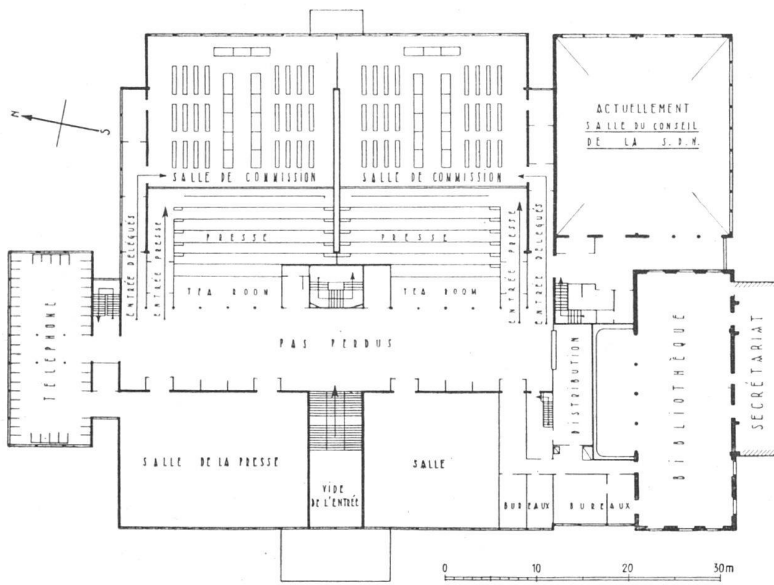 N
S
ACTUELLEMENT
SALLE DU CONSEIL
DE LA S.D.N.
SALLE DE COMMISSION
SALLE DE COMMISSION
ENTRÉE DÉLÉGUÉS
ENTRÉE PRESSE
PRESSE
PRESSE
ENTRÉE PRESSE
ENTRÉE DÉLÉGUÉS
TEA ROOM
TEA ROOM
TÉLÉPHONE
PAS PERDUS
DISTRIBUTION
BIBLIOTHÈQUE
SECRÉTARIAT
SALLE DE LA PRESSE
VIDE
DE L'ENTRÉE
SALLE
BUREAUX
BUREAUX
0 10 20 30m